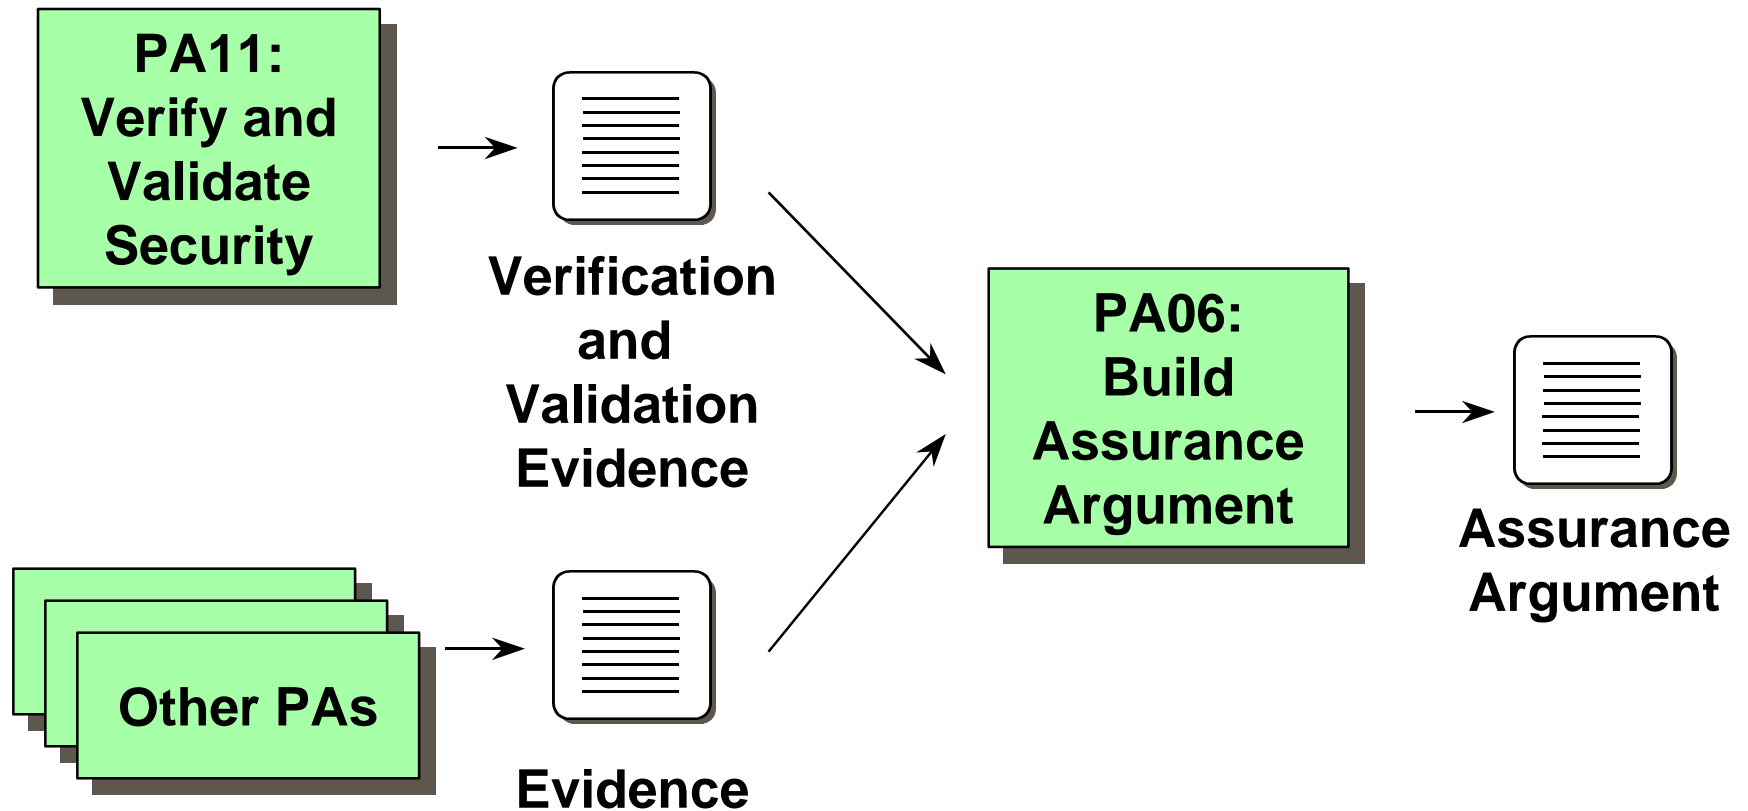 PA11:
Verify and
Validate
Security
Verification
and
Validation
Evidence
Other PAs
Evidence
PA06:
Build
Assurance
Argument
Assurance
Argument